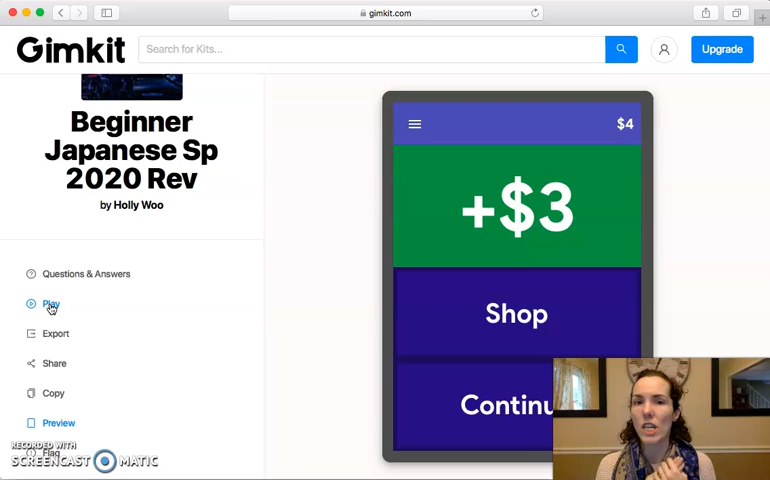 gimkit.com
Gimkit
Search for Kits...
Upgrade
Beginner
Japanese Sp
2020 Rev
by Holly Woo
Questions & Answers
Play
Export
Share
Copy
Preview
Flag
$4
+$3
Shop
Continu
RECORDED WITH
SCREENCAST MATIC